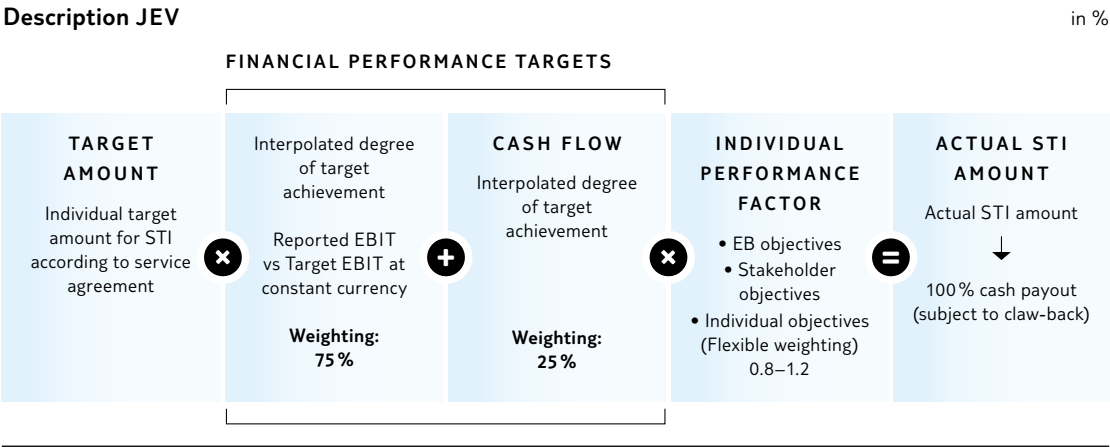 Description JEV
in %
FINANCIAL PERFORMANCE TARGETS
TARGET
AMOUNT
Individual target
amount for STI
according to service
agreement
×
Interpolated degree
of target
achievement
Reported EBIT
vs Target EBIT at
constant currency
Weighting:
75 %
+
CASH FLOW
Interpolated degree
of target
achievement
Weighting:
25 %
×
INDIVIDUAL
PERFORMANCE
FACTOR
• EB objectives
• Stakeholder
objectives
• Individual objectives
(Flexible weighting)
0.8–1.2
=
ACTUAL STI
AMOUNT
Actual STI amount
100 % cash payout
(subject to claw-back)